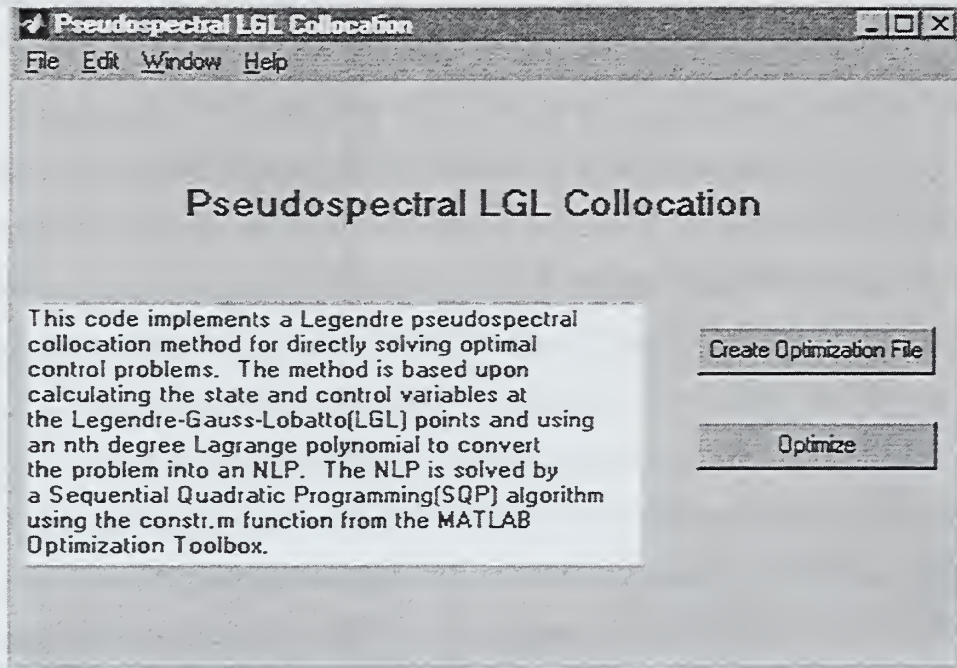 Pseudospectral LGL Collocation
File Edit Window Help
Pseudospectral LGL Collocation
This code implements a Legendre pseudospectral
collocation method for directly solving optimal
control problems. The method is based upon
calculating the state and control variables at
the Legendre-Gauss-Lobatto(LGL) points and using
an nth degree Lagrange polynomial to convert
the problem into an NLP. The NLP is solved by
a Sequential Quadratic Programming(SQP) algorithm
using the constr.m function from the MATLAB
Optimization Toolbox.
Create Optimization File
Optimize